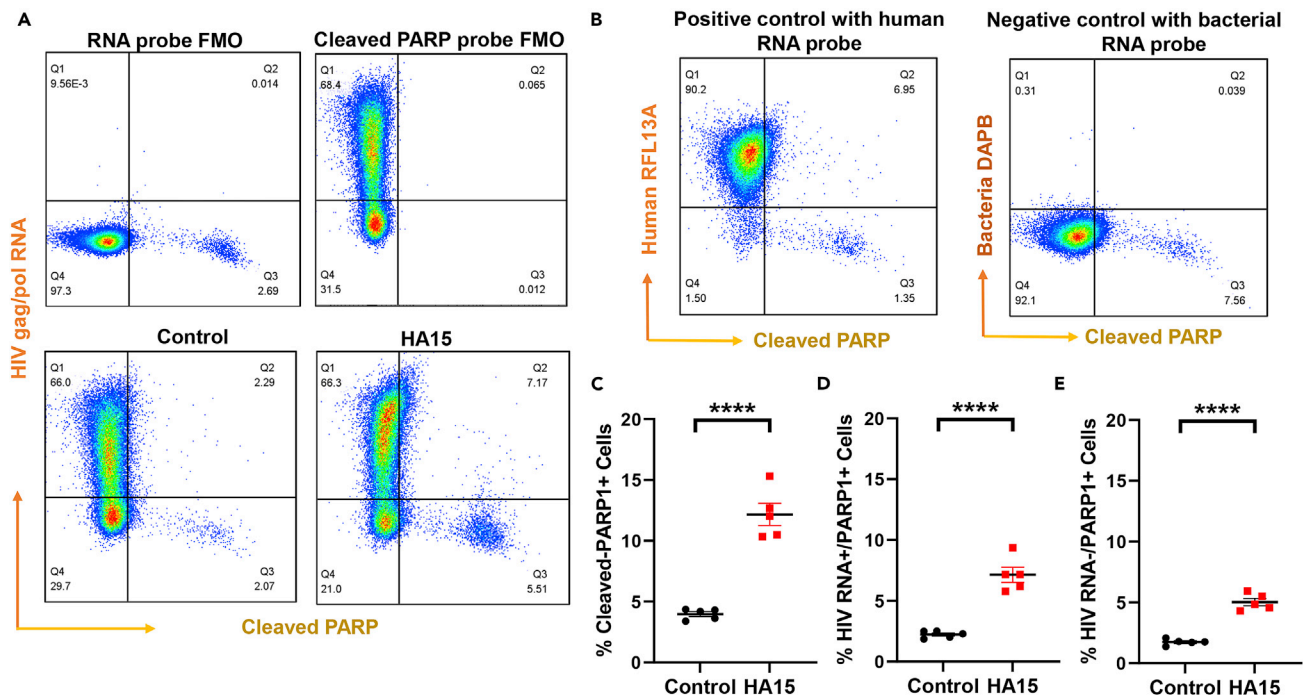 A
RNA probe FMO
Q1
9.56E-3
Q2
0.014
Q4
97.3
Q3
2.69
Cleaved PARP probe FMO
Q1
68.4
Q2
0.065
Q4
31.5
Q3
0.012
HIV gag/pol RNA
Control
Q1
66.0
Q2
2.29
Q4
29.7
Q3
2.07
HA15
Q1
66.3
Q2
7.17
Q4
21.0
Q3
5.51
Cleaved PARP
B
Positive control with human
RNA probe
Human RFL13A
Q1
90.2
Q2
6.95
Q4
1.50
Q3
1.35
Cleaved PARP
Negative control with bacterial
RNA probe
Bacteria DAPB
Q1
0.31
Q2
0.039
Q4
92.1
Q3
7.56
Cleaved PARP
C
% Cleaved-PARP1+ Cells
20
15
10
5
0
****
Control HA15
D
% HIV RNA+/PARP1+ Cells
20
15
10
5
0
****
Control HA15
E
% HIV RNA-/PARP1+ Cells
20
15
10
5
0
****
Control HA15